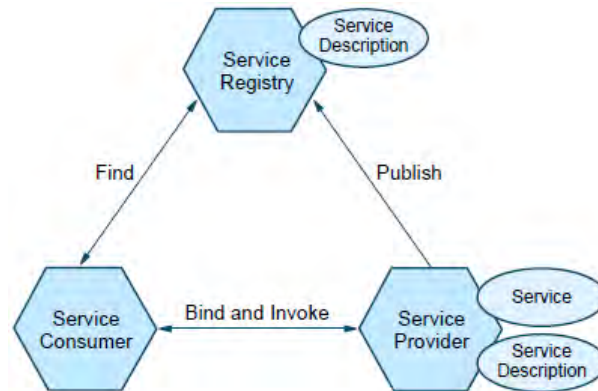 Service
Description
Service
Registry
Find
Publish
Service
Consumer
Bind and Invoke
Service
Provider
Service
Service
Description